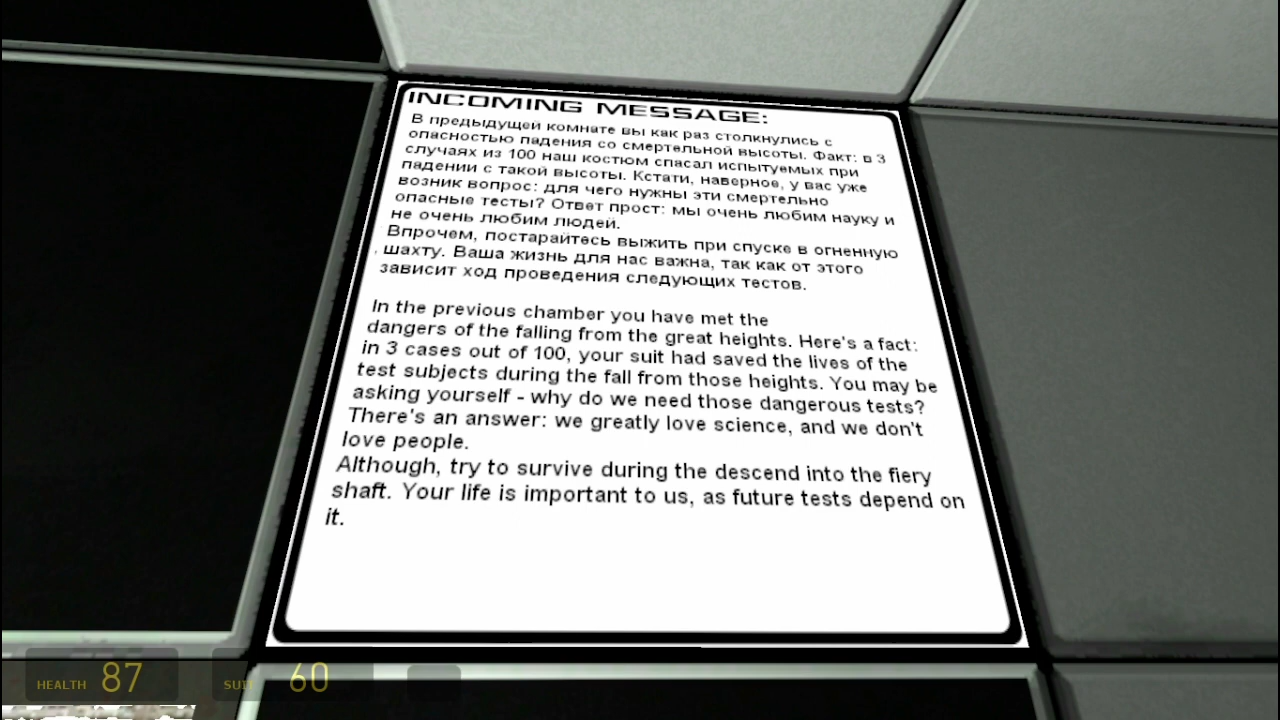 INCOMING MESSAGE:
В предыдущей комнате вы как раз столкнулись с
опасностью падения со смертельной высоты. Факт: в 3
случаях из 100 наш костюм спасал испытуемых при
падении с такой высоты. Кстати, наверное, у вас уже
возник вопрос: для чего нужны эти смертельно
опасные тесты? Ответ прост: мы очень любим науку и
не очень любим людей.
Впрочем, постарайтесь выжить при спуске в огненную
шахту. Ваша жизнь для нас важна, так как от этого
зависит ход проведения следующих тестов.
In the previous chamber you have met the
dangers of the falling from the great heights. Here's a fact:
in 3 cases out of 100, your suit had saved the lives of the
test subjects during the fall from those heights. You may be
asking yourself - why do we need those dangerous tests?
There's an answer: we greatly love science, and we don't
love people.
Although, try to survive during the descend into the fiery
shaft. Your life is important to us, as future tests depend on
it.
HEALTH 87
SUIT 60